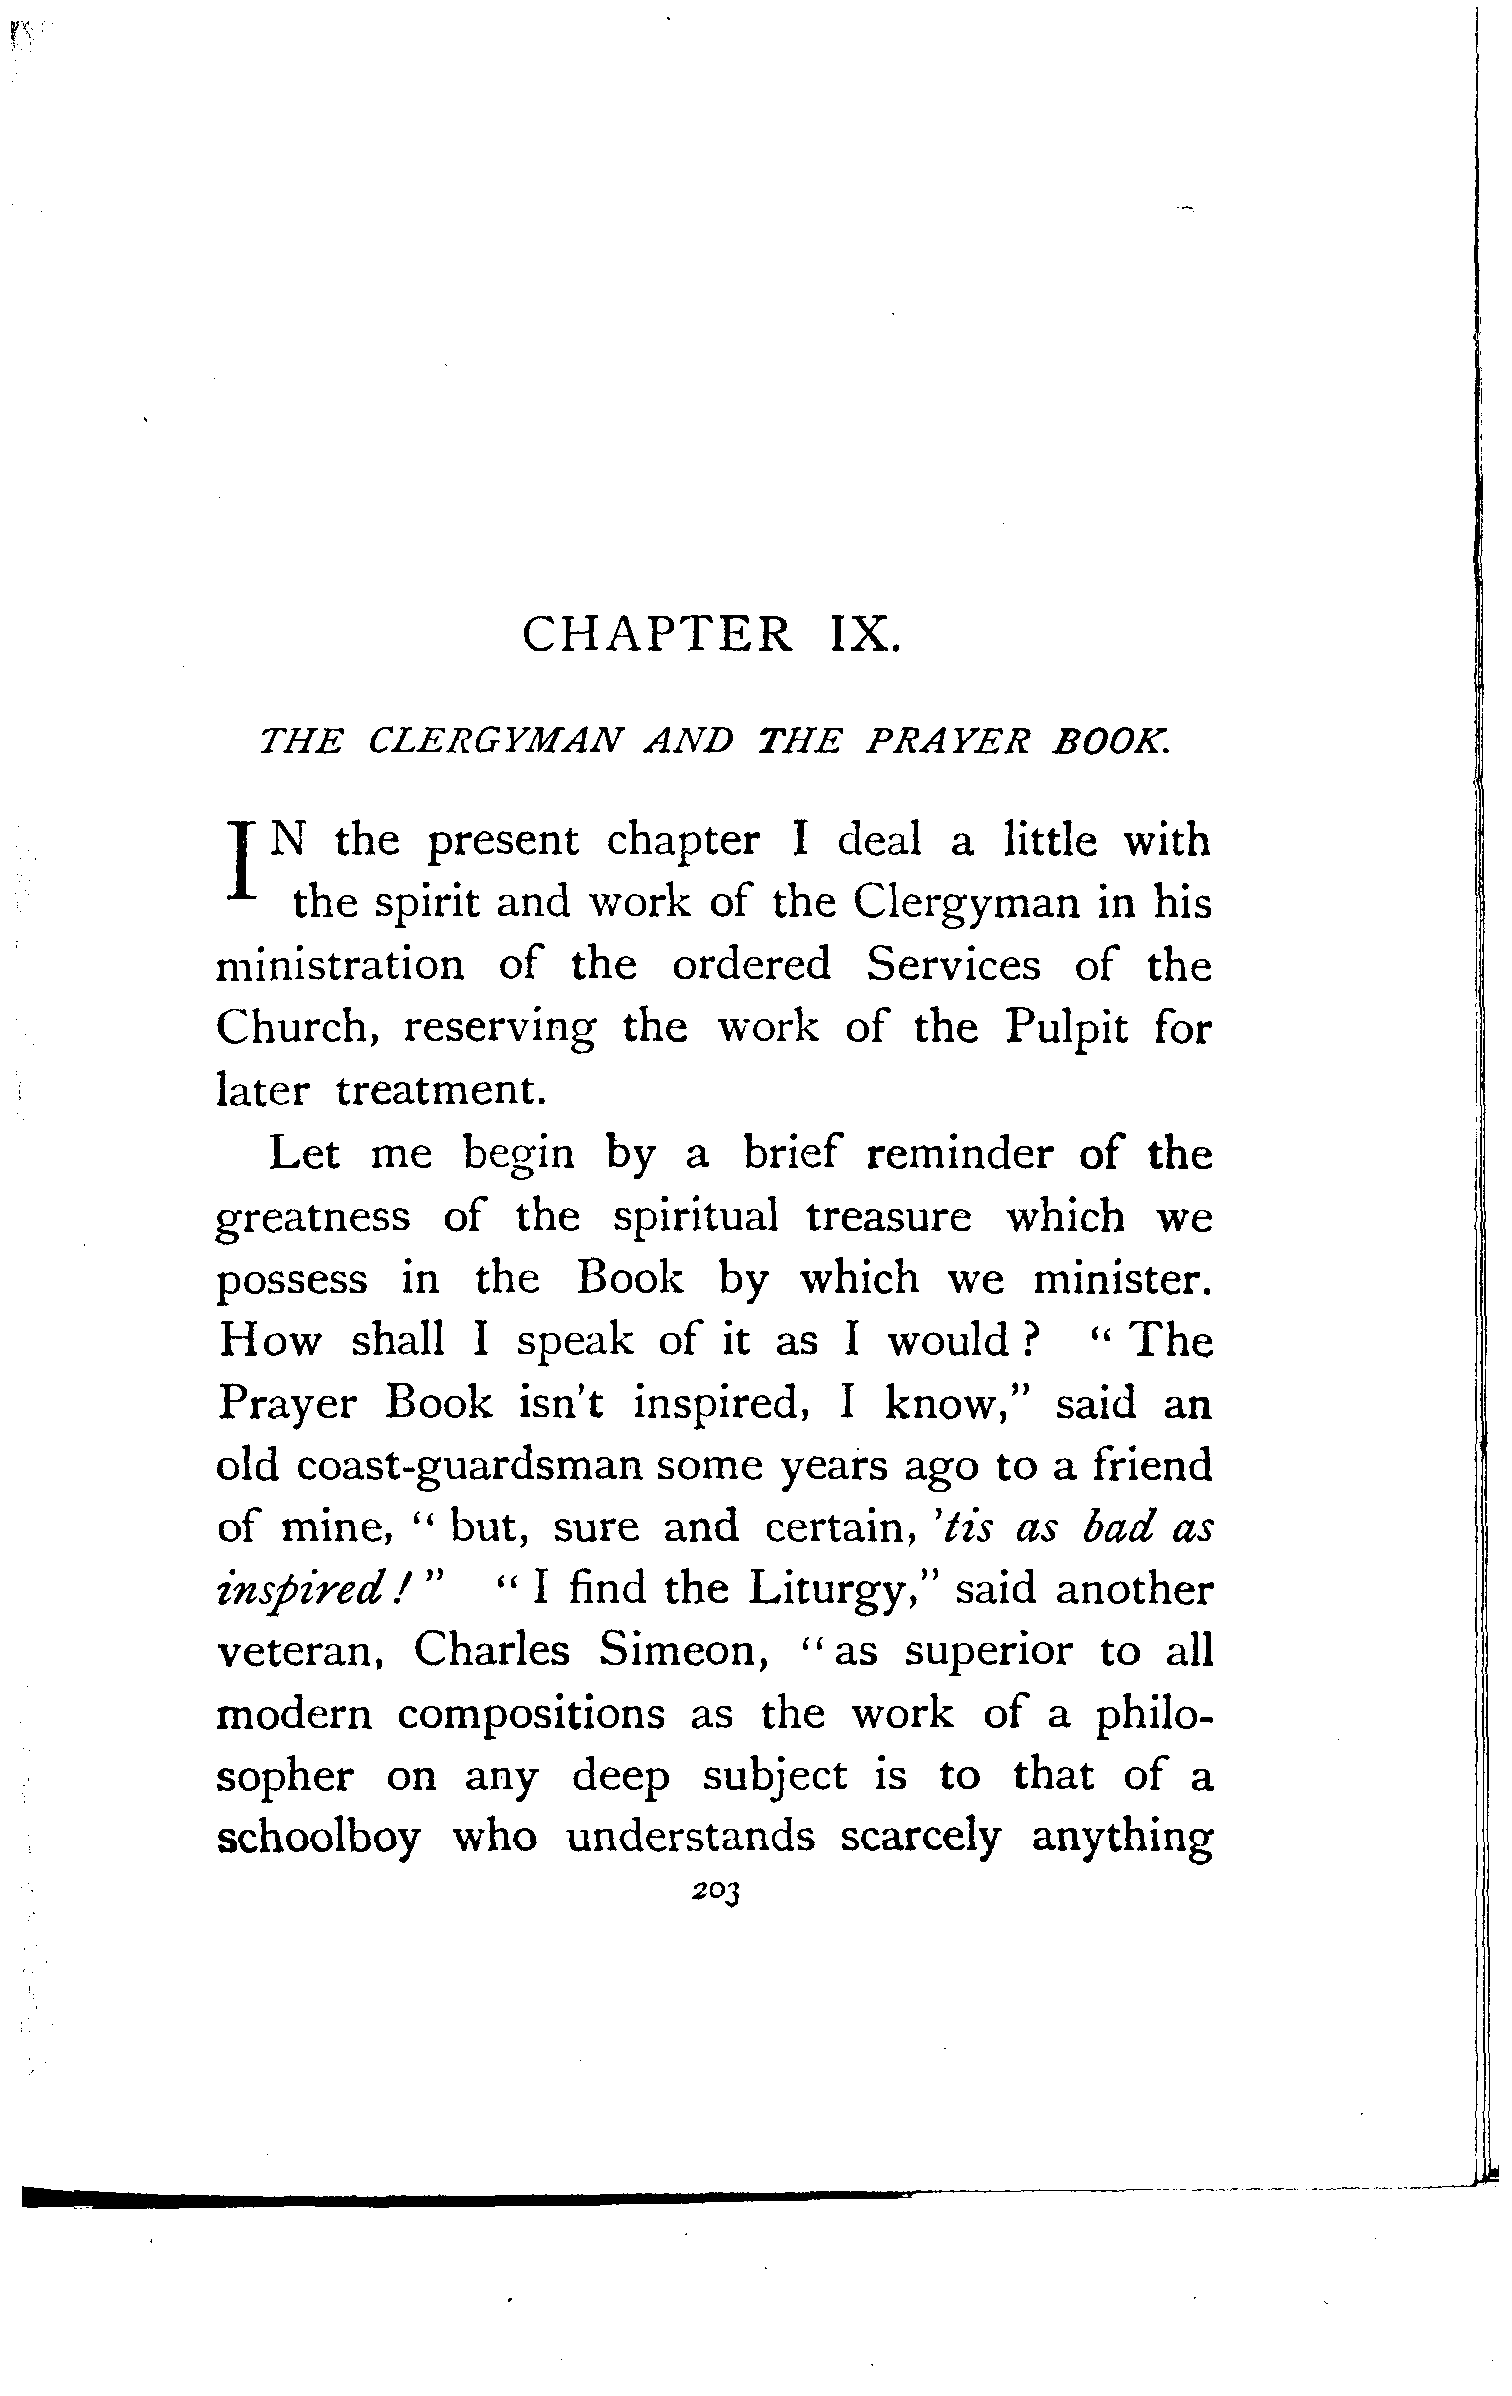 CHAPTER IX.
THE CLERGYMAN AND THE PRAYER BOOK.
IN the present chapter I deal a little with
the spirit and work of the Clergyman in his
ministration of the ordered Services of the
Church, reserving the work of the Pulpit for
later treatment.
Let me begin by a brief reminder of the
greatness of the spiritual treasure which we
possess in the Book by which we minister.
How shall I speak of it as I would? “The
Prayer Book isn't inspired, I know,” said an
old coast-guardsman some years ago to a friend
of mine, “but, sure and certain, 'tis as bad as
inspired!” “I find the Liturgy,” said another
veteran, Charles Simeon, “as superior to all
modern compositions as the work of a philo-
sopher on any deep subject is to that of a
schoolboy who understands scarcely anything
203